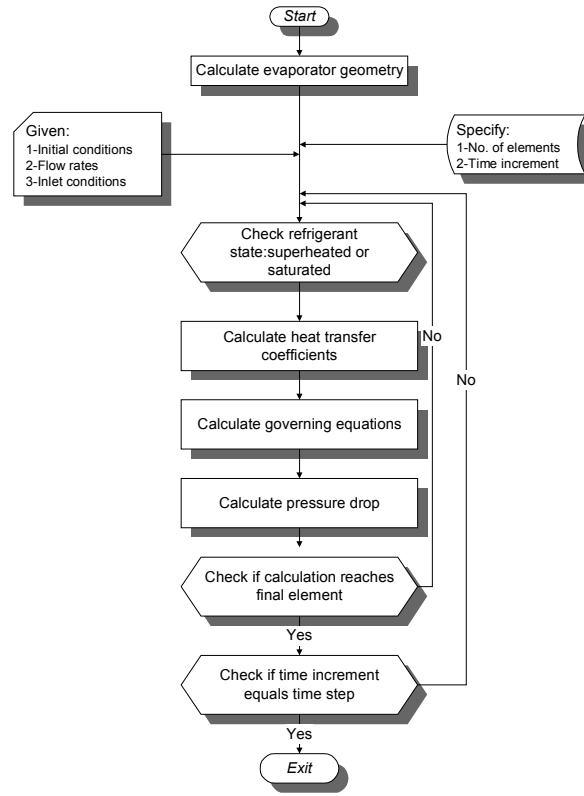 Start
Calculate evaporator geometry
Given:
1-Initial conditions
2-Flow rates
3-Inlet conditions
Specify:
1-No. of elements
2-Time increment
Check refrigerant
state:superheated or
saturated
Calculate heat transfer
coefficients
No
No
Calculate governing equations
Calculate pressure drop
Check if calculation reaches
final element
Yes
Check if time increment
equals time step
Yes
Exit